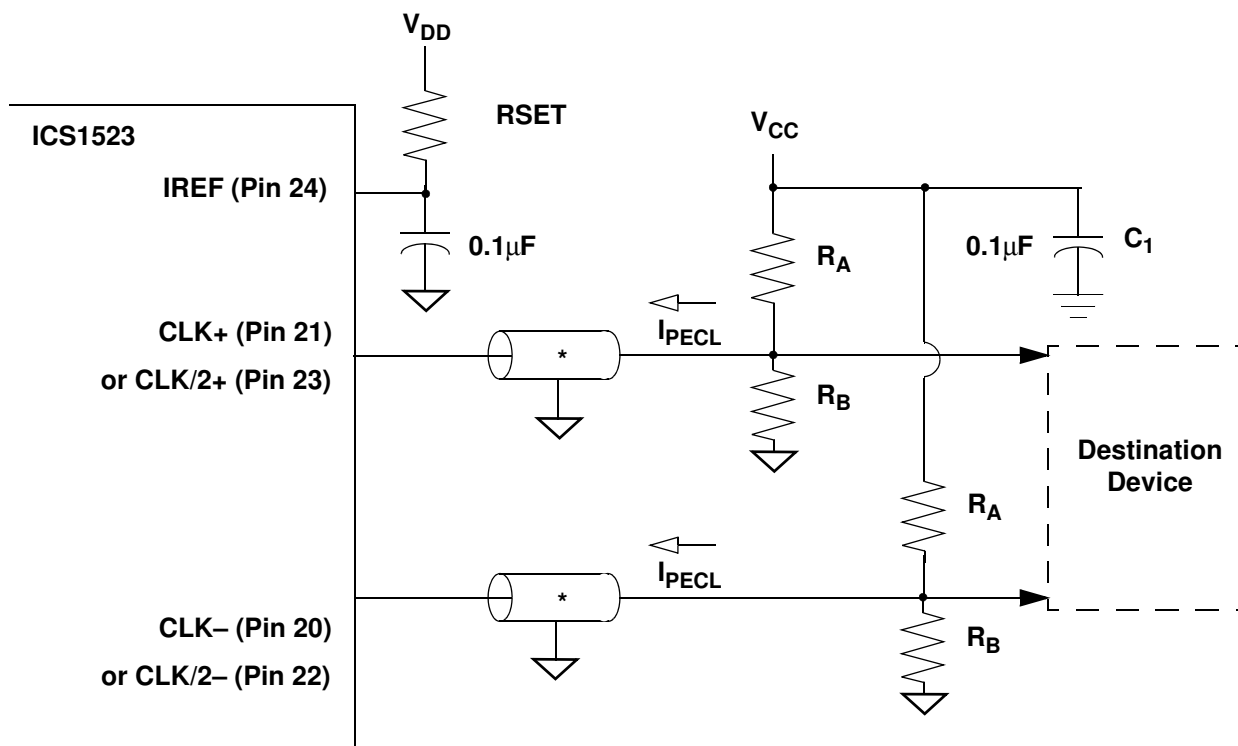 V_DD
RSET
ICS1523
V_CC
IREF (Pin 24)
0.1μF
R_A
0.1μF
C_1
I_PECL
CLK+ (Pin 21)
*
or CLK/2+ (Pin 23)
R_B
Destination
Device
R_A
I_PECL
*
CLK– (Pin 20)
R_B
or CLK/2– (Pin 22)